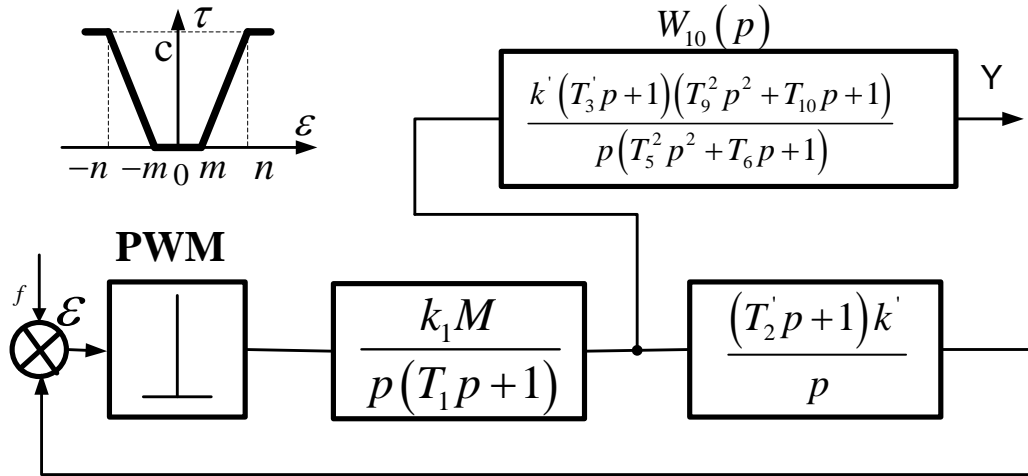 τ
c
ε
−n −m 0 m n
W₁₀(p)
k'(T₃'p+1)(T₉²p²+T₁₀p+1)
p(T₅²p²+T₆p+1)
Y
PWM
f
ε
k₁M
p(T₁p+1)
(T₂'p+1)k'
p